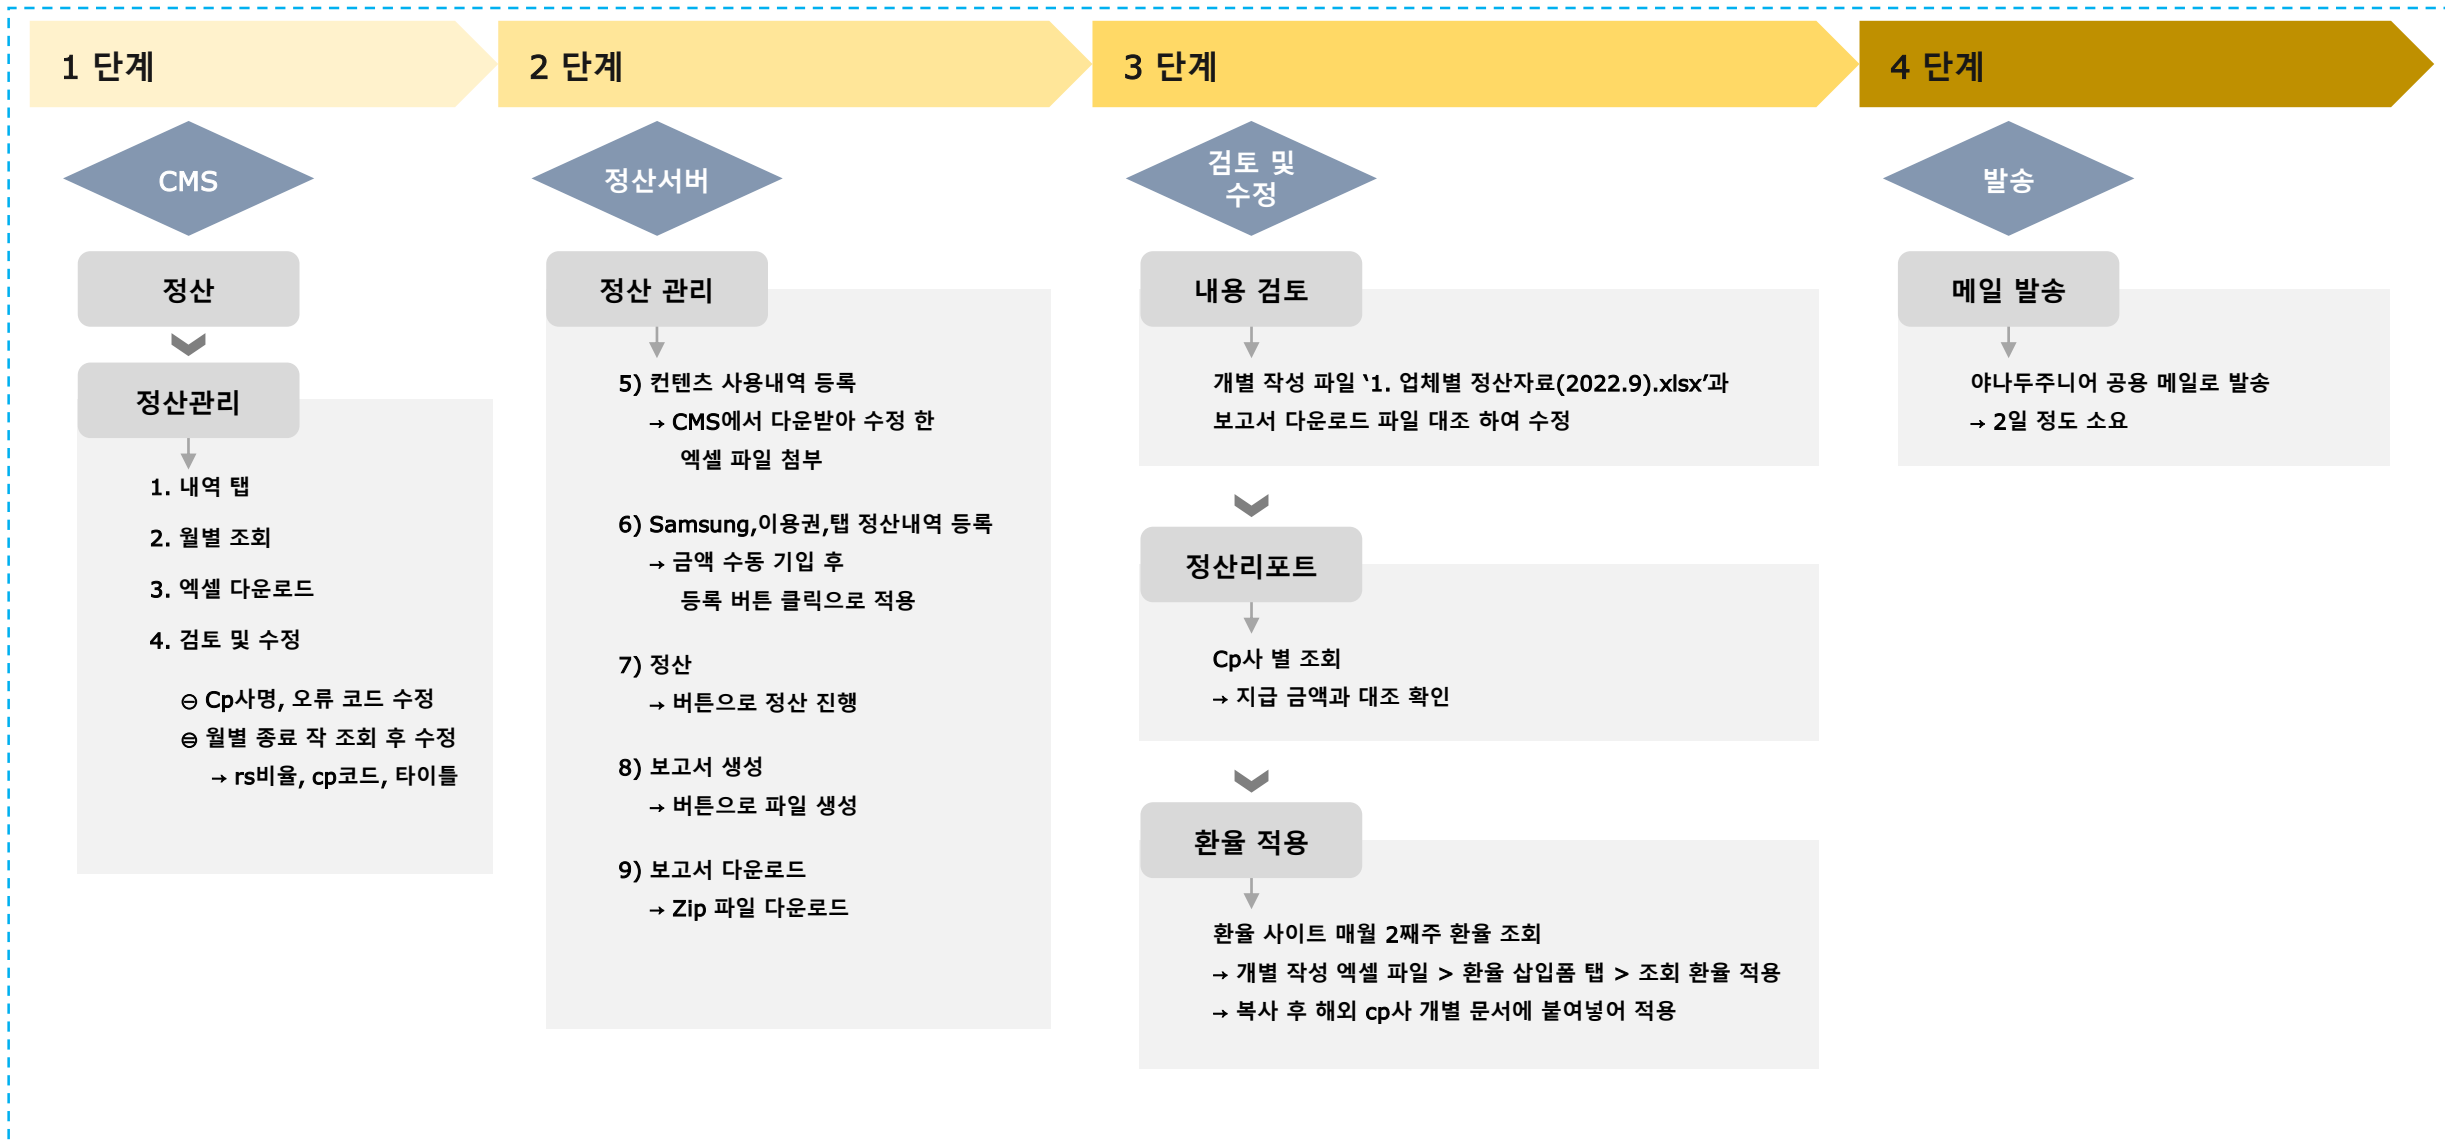 1 단계
CMS
정산
정산관리
1. 내역 탭
2. 월별 조회
3. 엑셀 다운로드
4. 검토 및 수정
⊖ Cp사명, 오류 코드 수정
⊖ 월별 종료 작 조회 후 수정
→ rs비율, cp코드, 타이틀
2 단계
정산서버
정산 관리
5) 컨텐츠 사용내역 등록
→ CMS에서 다운받아 수정 한
엑셀 파일 첨부
6) Samsung,이용권,탭 정산내역 등록
→ 금액 수동 기입 후
등록 버튼 클릭으로 적용
7) 정산
→ 버튼으로 정산 진행
8) 보고서 생성
→ 버튼으로 파일 생성
9) 보고서 다운로드
→ Zip 파일 다운로드
3 단계
검토 및
수정
내용 검토
개별 작성 파일 ‘1. 업체별 정산자료(2022.9).xlsx’과
보고서 다운로드 파일 대조 하여 수정
정산리포트
Cp사 별 조회
→ 지급 금액과 대조 확인
환율 적용
환율 사이트 매월 2째주 환율 조회
→ 개별 작성 엑셀 파일 > 환율 삽입폼 탭 > 조회 환율 적용
→ 복사 후 해외 cp사 개별 문서에 붙여넣어 적용
4 단계
발송
메일 발송
야나두주니어 공용 메일로 발송
→ 2일 정도 소요